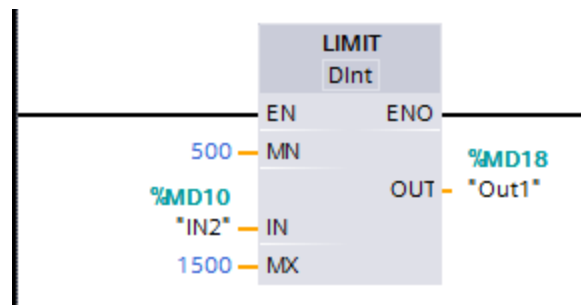 LIMIT
DInt
EN ENO
500 MN
%MD18
%MD10 OUT "Out1"
"IN2" IN
1500 MX